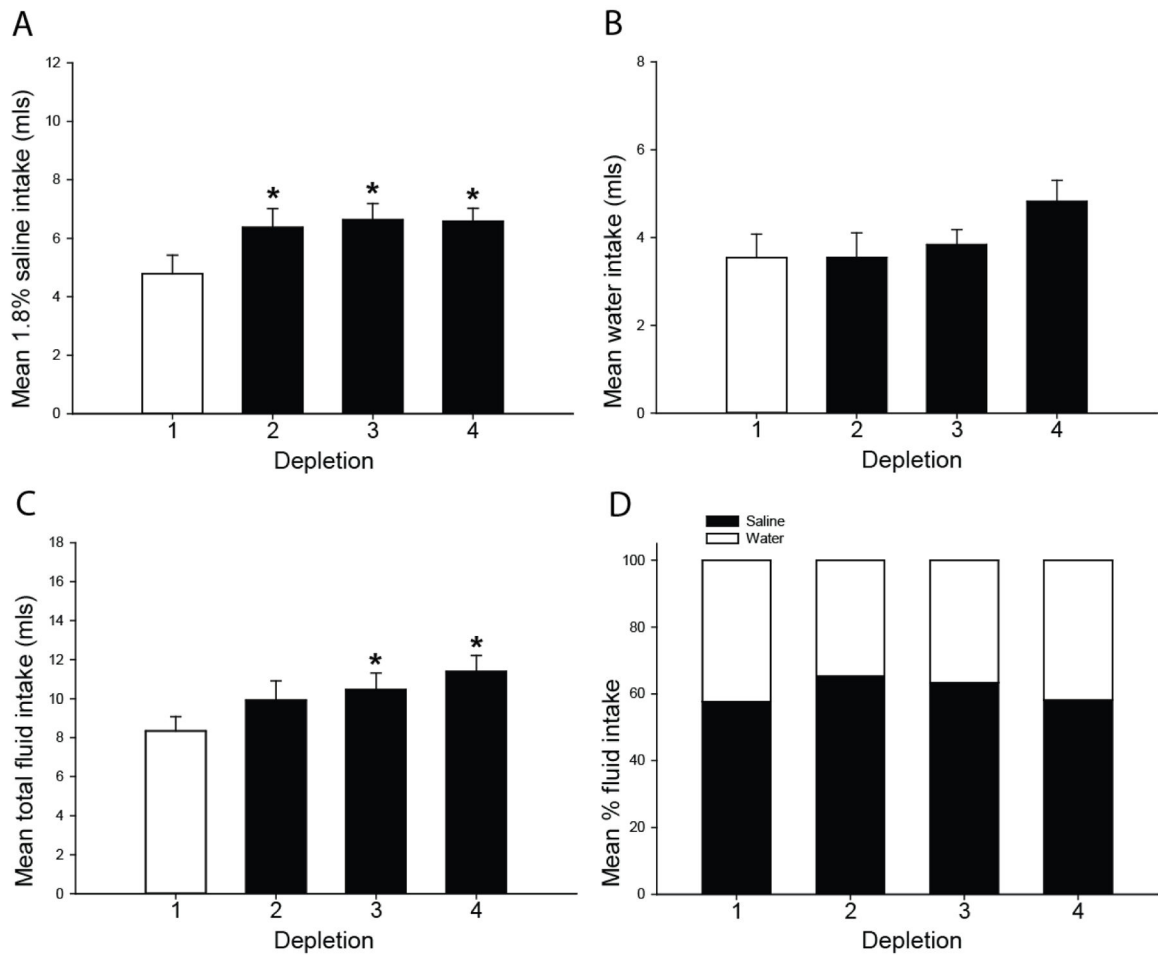 A
Mean 1.8% saline intake (mls)
12
10
8
6
4
2
0
*
*
*
1 2 3 4
Depletion
B
Mean water intake (mls)
8
6
4
2
0
1 2 3 4
Depletion
C
Mean total fluid intake (mls)
18
16
14
12
10
8
6
4
2
0
*
*
1 2 3 4
Depletion
D
Saline
Water
Mean % fluid intake
100
80
60
40
20
0
1 2 3 4
Depletion